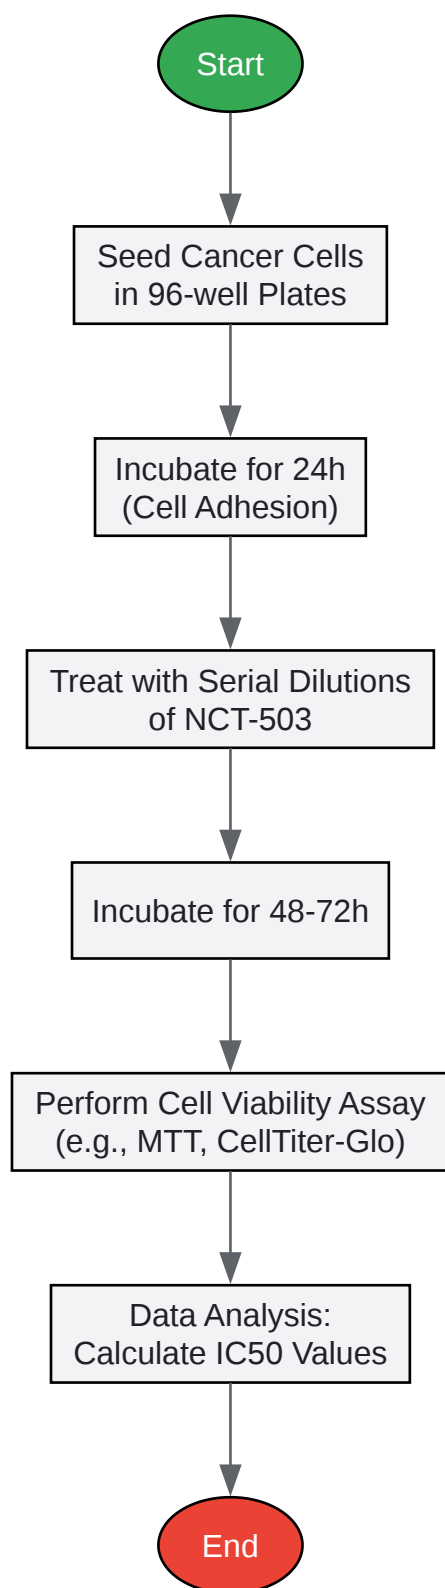 Start
Seed Cancer Cells
in 96-well Plates
Incubate for 24h
(Cell Adhesion)
Treat with Serial Dilutions
of NCT-503
Incubate for 48-72h
Perform Cell Viability Assay
(e.g., MTT, CellTiter-Glo)
Data Analysis:
Calculate IC50 Values
End